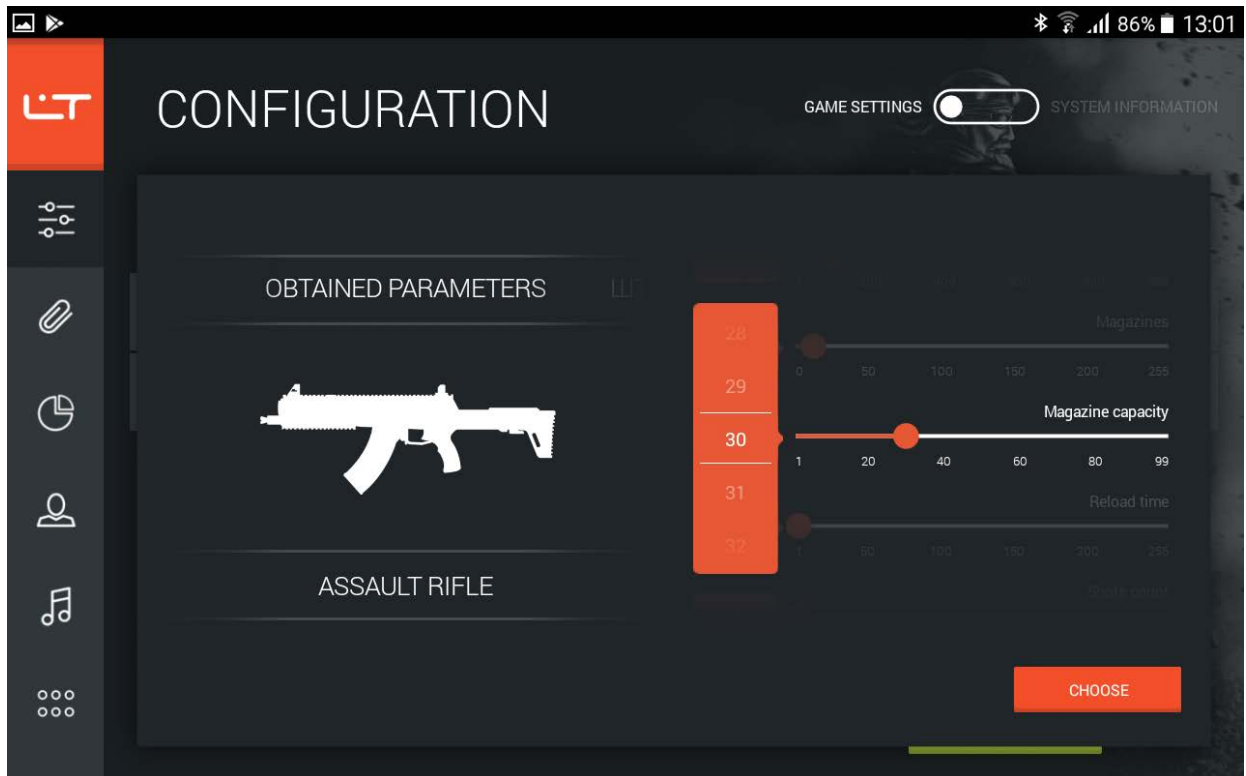 86% 13:01
LT
CONFIGURATION
GAME SETTINGS
SYSTEM INFORMATION
OBTAINED PARAMETERS
28
29
30
31
32
Magazines
0 50 100 150 200 255
Magazine capacity
1 20 40 60 80 99
Reload time
1 50 100 150 200 255
ASSAULT RIFLE
CHOOSE